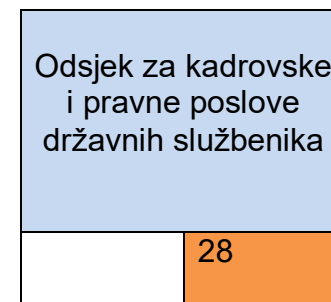 Odsjek za kadrovske
i pravne poslove
državnih službenika
28